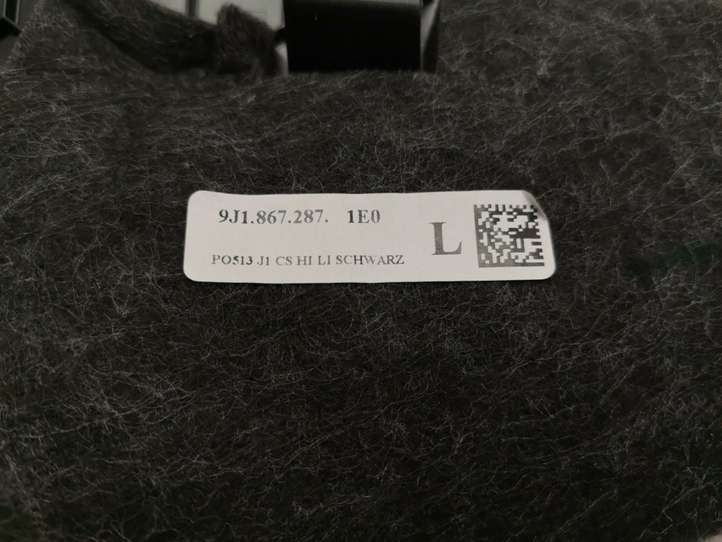 9J1.867.287. 1E0
L
PO513 J1 CS HI LI SCHWARZ